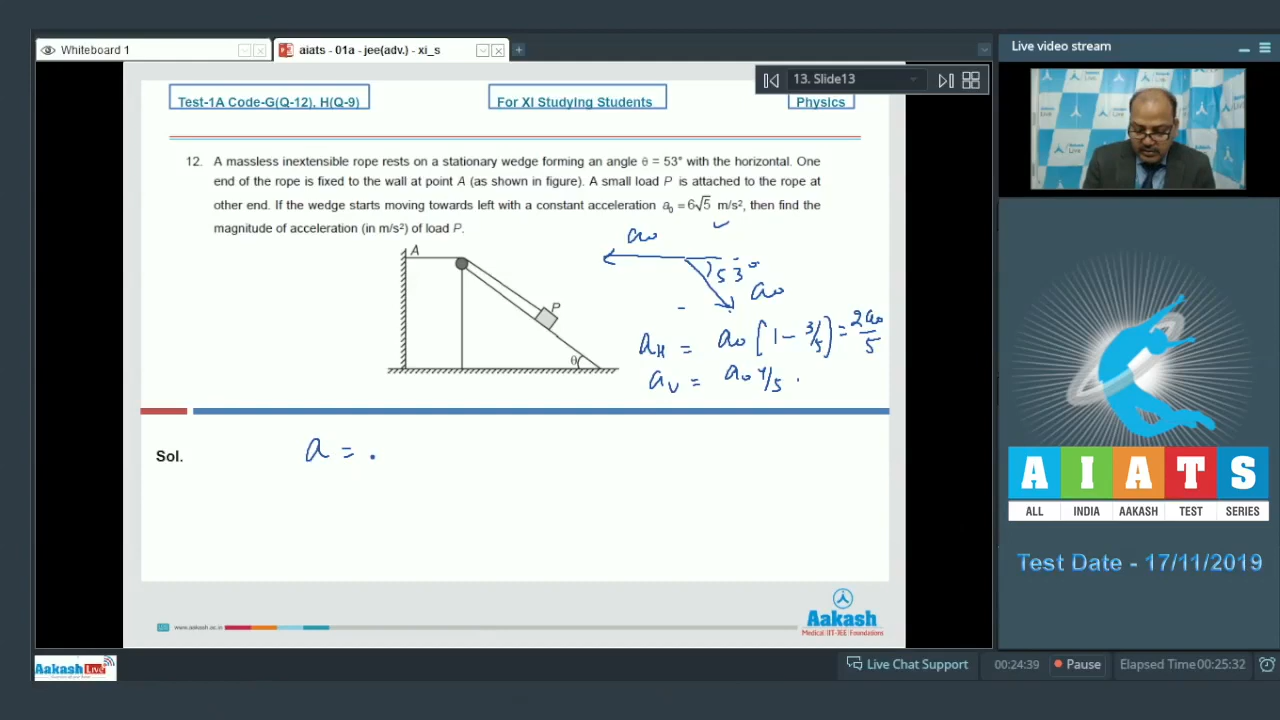 Whiteboard 1
aiats - 01a - jee(adv.) - xi_s
Live video stream
13. Slide13
Test-1A Code-G(Q-12), H(Q-9)
For XI Studying Students
Physics
12. A massless inextensible rope rests on a stationary wedge forming an angle θ = 53° with the horizontal. One
end of the rope is fixed to the wall at point A (as shown in figure). A small load P is attached to the rope at
other end. If the wedge starts moving towards left with a constant acceleration a₀ = 6√5 m/s², then find the
magnitude of acceleration (in m/s²) of load P.
A
P
θ
a₀
53°
a₀
a_H = a₀ [1 - 3/5] = 2a₀/5
a_V = a₀ 4/5
Sol.
a =
www.aakash.ac.in
Aakash
Medical | IIT-JEE | Foundations
A I A T S
ALL INDIA AAKASH TEST SERIES
Test Date - 17/11/2019
Aakash Live
Live Chat Support
00:24:39
Pause
Elapsed Time 00:25:32